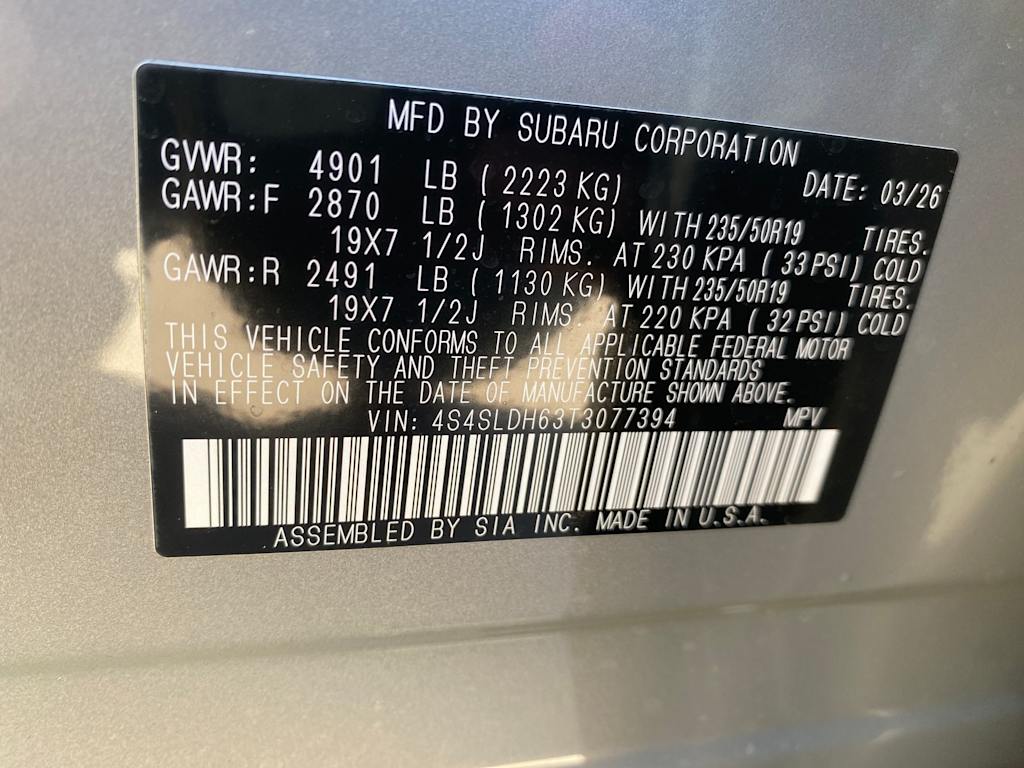 MFD BY SUBARU CORPORATION
GVWR: 4901 LB ( 2223 KG) DATE: 03/26
GAWR:F 2870 LB ( 1302 KG) WITH 235/50R19 TIRES.
19X7 1/2J RIMS. AT 230 KPA ( 33 PSI) COLD
GAWR:R 2491 LB ( 1130 KG) WITH 235/50R19 TIRES.
19X7 1/2J RIMS. AT 220 KPA ( 32 PSI) COLD
THIS VEHICLE CONFORMS TO ALL APPLICABLE FEDERAL MOTOR
VEHICLE SAFETY AND THEFT PREVENTION STANDARDS
IN EFFECT ON THE DATE OF MANUFACTURE SHOWN ABOVE.
VIN: 4S4SLDH63T3077394 MPV
ASSEMBLED BY SIA INC. MADE IN U.S.A.